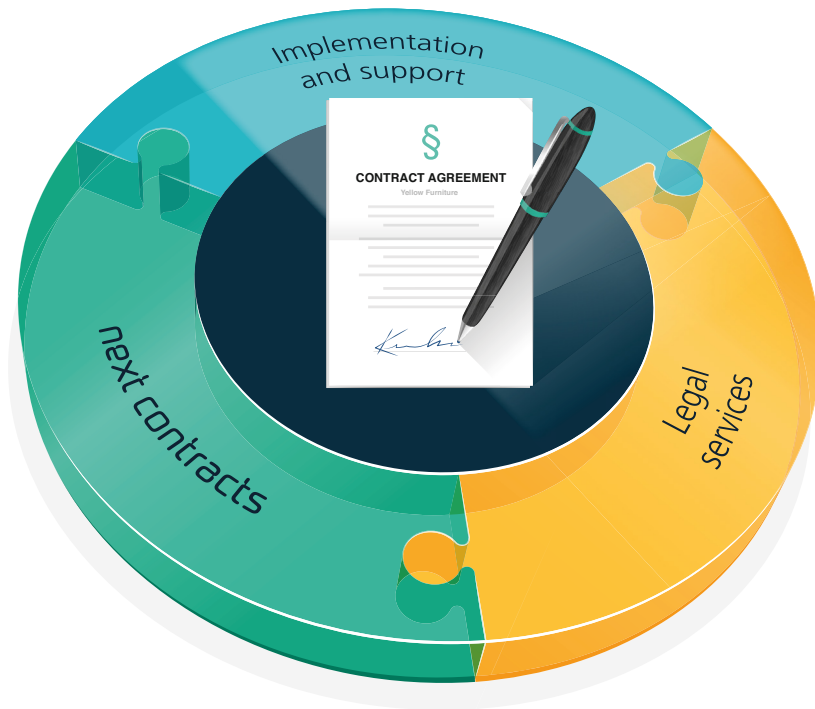 Implementation
and support
§
CONTRACT AGREEMENT
Yellow Furniture
next contracts
Legal
services